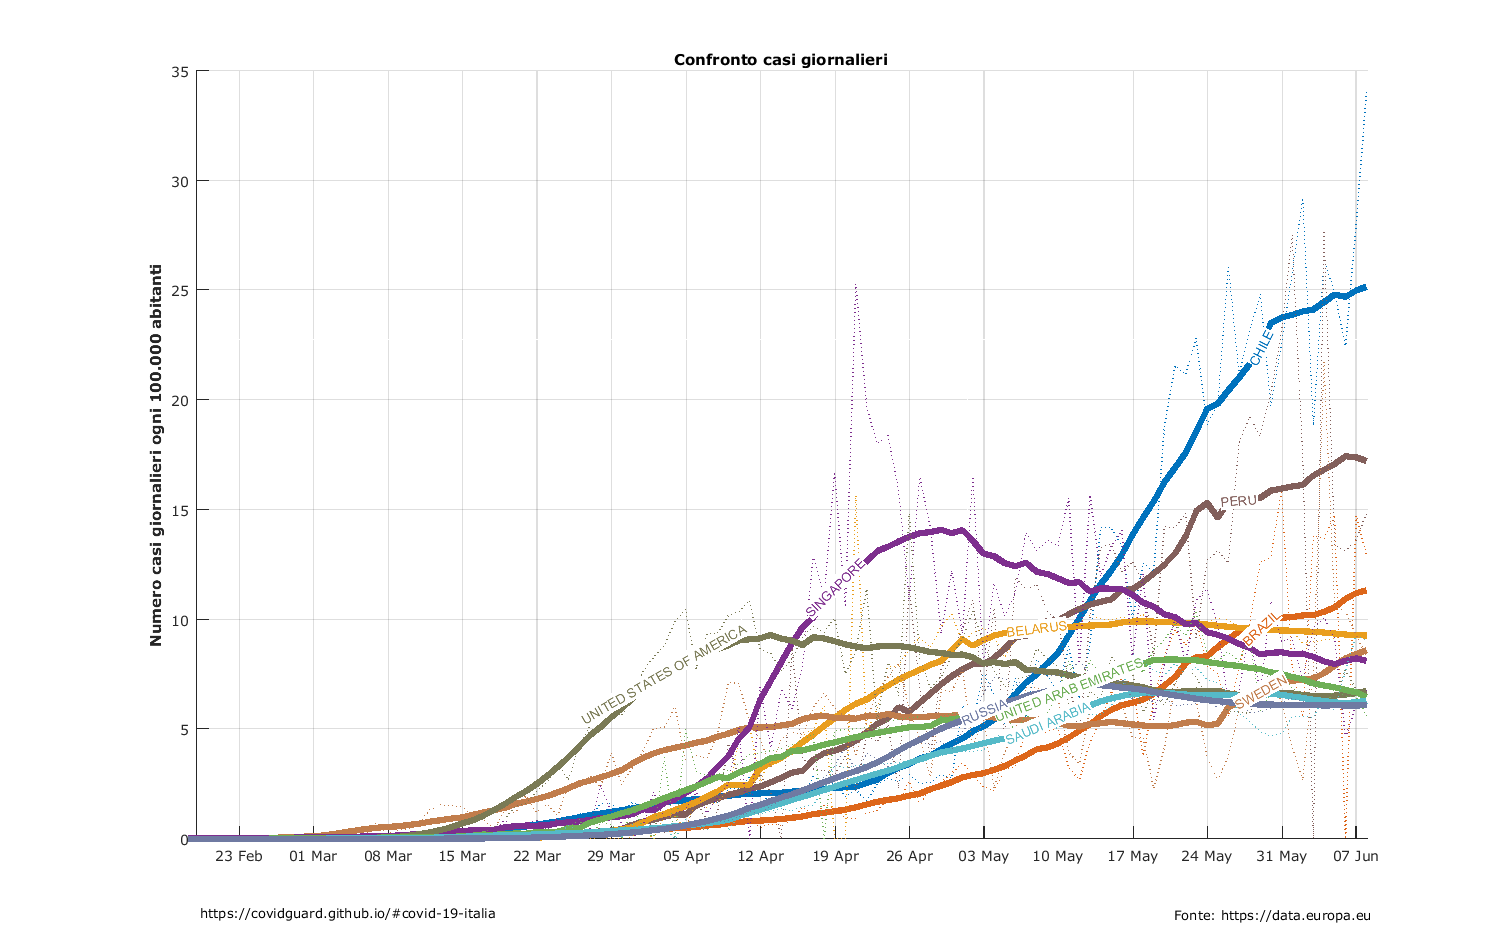 Confronto casi giornalieri
Numero casi giornalieri ogni 100.000 abitanti
35
30
25
20
15
10
5
0
CHILE
PERU
SINGAPORE
BELARUS
BRAZIL
UNITED STATES OF AMERICA
UNITED ARAB EMIRATES
SWEDEN
RUSSIA
SAUDI ARABIA
23 Feb 01 Mar 08 Mar 15 Mar 22 Mar 29 Mar 05 Apr 12 Apr 19 Apr 26 Apr 03 May 10 May 17 May 24 May 31 May 07 Jun
https://covidguard.github.io/#covid-19-italia
Fonte: https://data.europa.eu